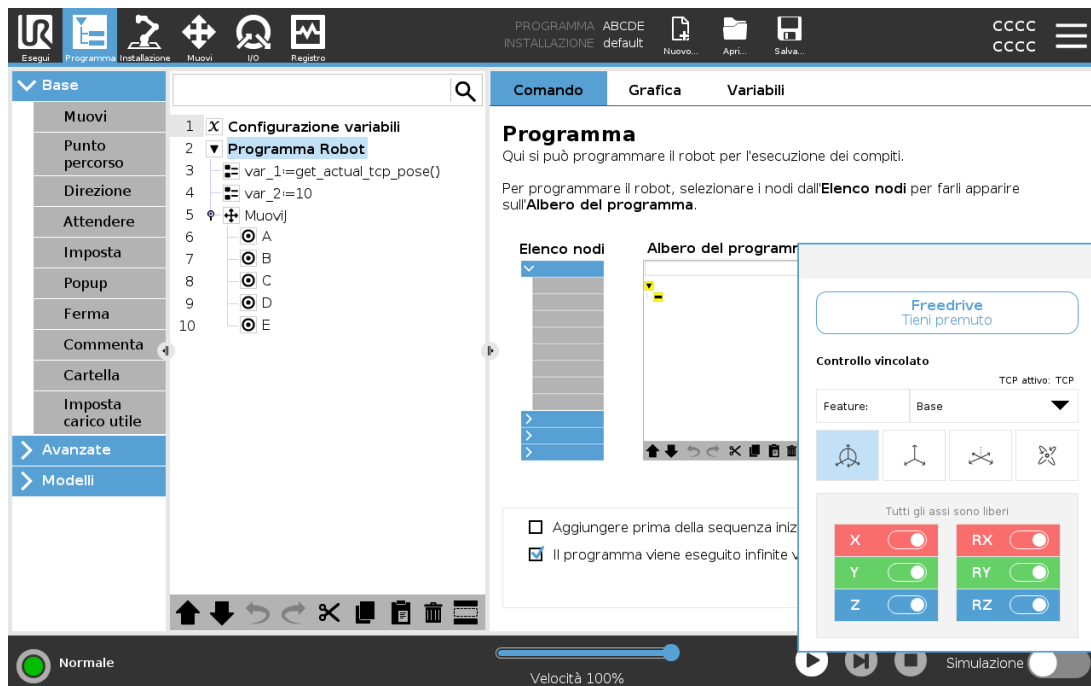 PROGRAMMA ABCDE
INSTALLAZIONE default
Esegui
Programma
Installazione
Muovi
I/O
Registro
Nuovo...
Apri...
Salva...
CCCC
CCCC
Base
Muovi
Punto
percorso
Direzione
Attendere
Imposta
Popup
Ferma
Commenta
Cartella
Imposta
carico utile
Avanzate
Modelli
1 Configurazione variabili
2 Programma Robot
3 var_1:=get_actual_tcp_pose()
4 var_2:=10
5 MuoviJ
6 A
7 B
8 C
9 D
10 E
Comando Grafica Variabili
Programma
Qui si può programmare il robot per l'esecuzione dei compiti.
Per programmare il robot, selezionare i nodi dall'Elenco nodi per farli apparire
sull'Albero del programma.
Elenco nodi Albero del programm
Aggiungere prima della sequenza iniz
Il programma viene eseguito infinite v
Freedrive
Tieni premuto
Controllo vincolato
TCP attivo: TCP
Feature: Base
Tutti gli assi sono liberi
X RX
Y RY
Z RZ
Normale
Velocità 100%
Simulazione